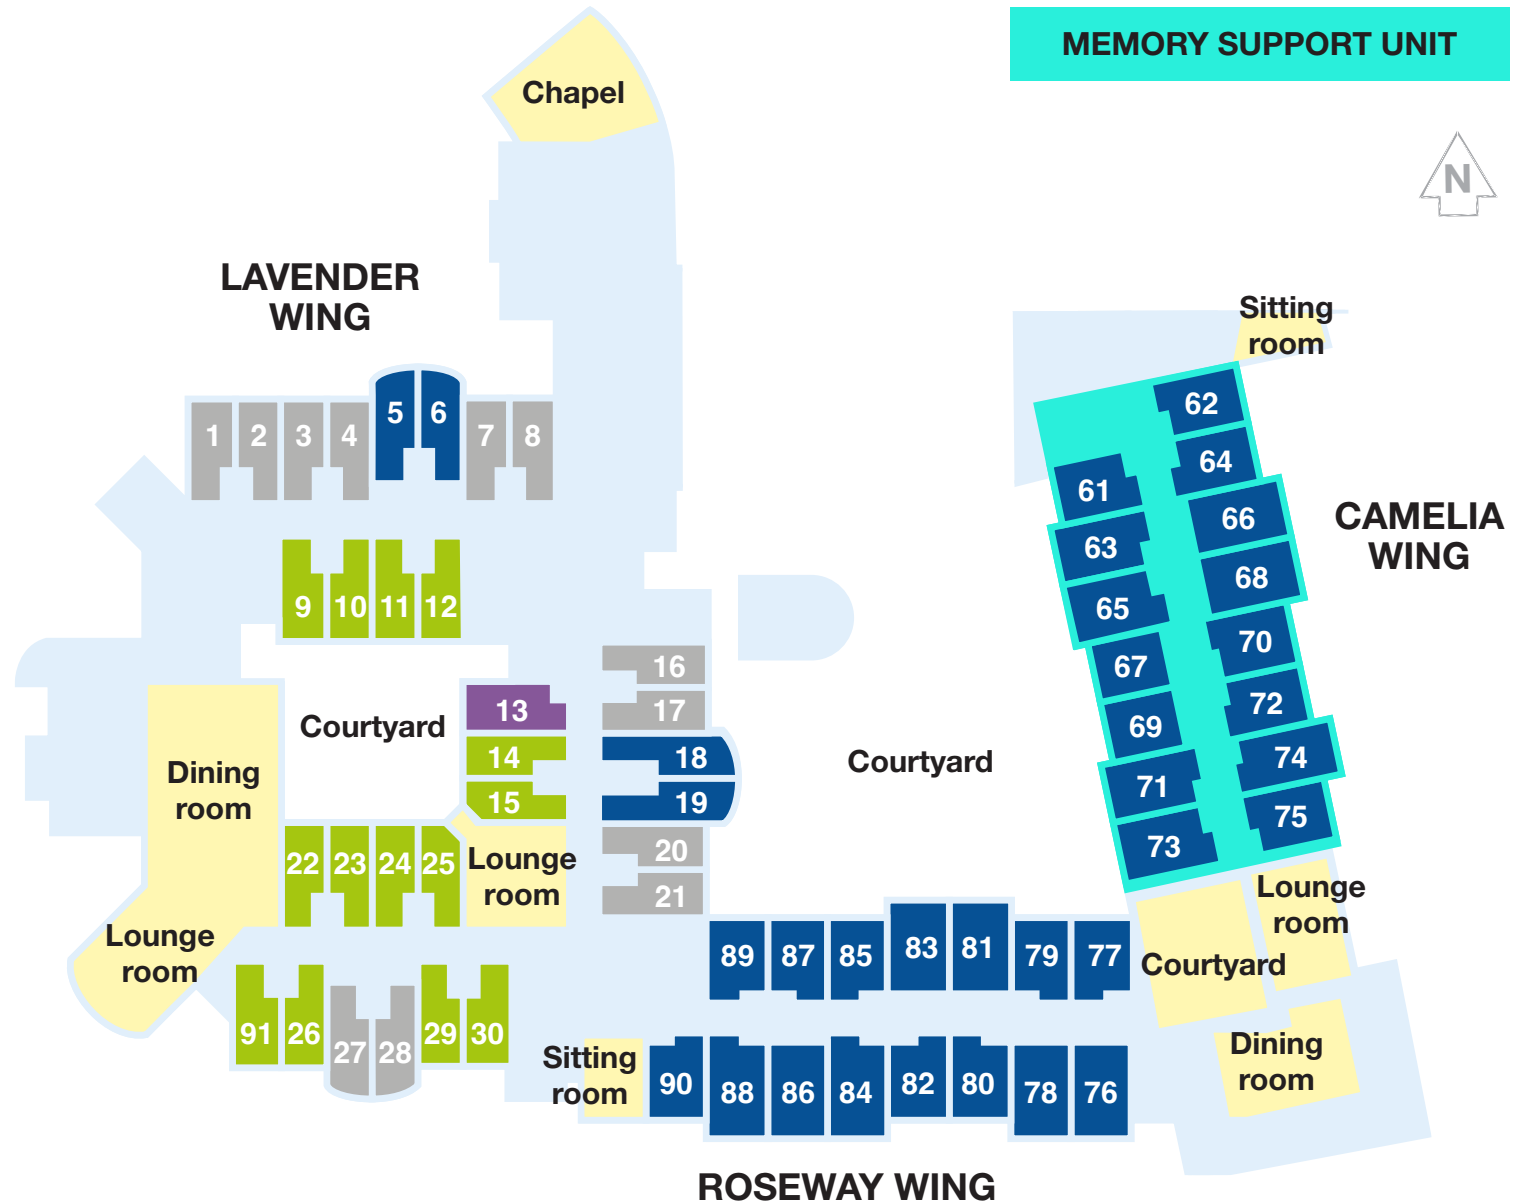 MEMORY SUPPORT UNIT
Chapel
N
LAVENDER
WING
Sitting
room
1 2 3 4 5 6 7 8
62
64
61
66
63
68
65
70
67
72
69
74
71
75
73
CAMELIA
WING
9 10 11 12
16
13
17
Courtyard
14
18
15
19
Courtyard
Dining
room
20
21
22 23 24 25
Lounge
room
Lounge
room
Lounge
room
89 87 85 83 81 79 77
Courtyard
91 26 27 28 29 30
Sitting
room
90 88 86 84 82 80 78 76
Dining
room
ROSEWAY WING